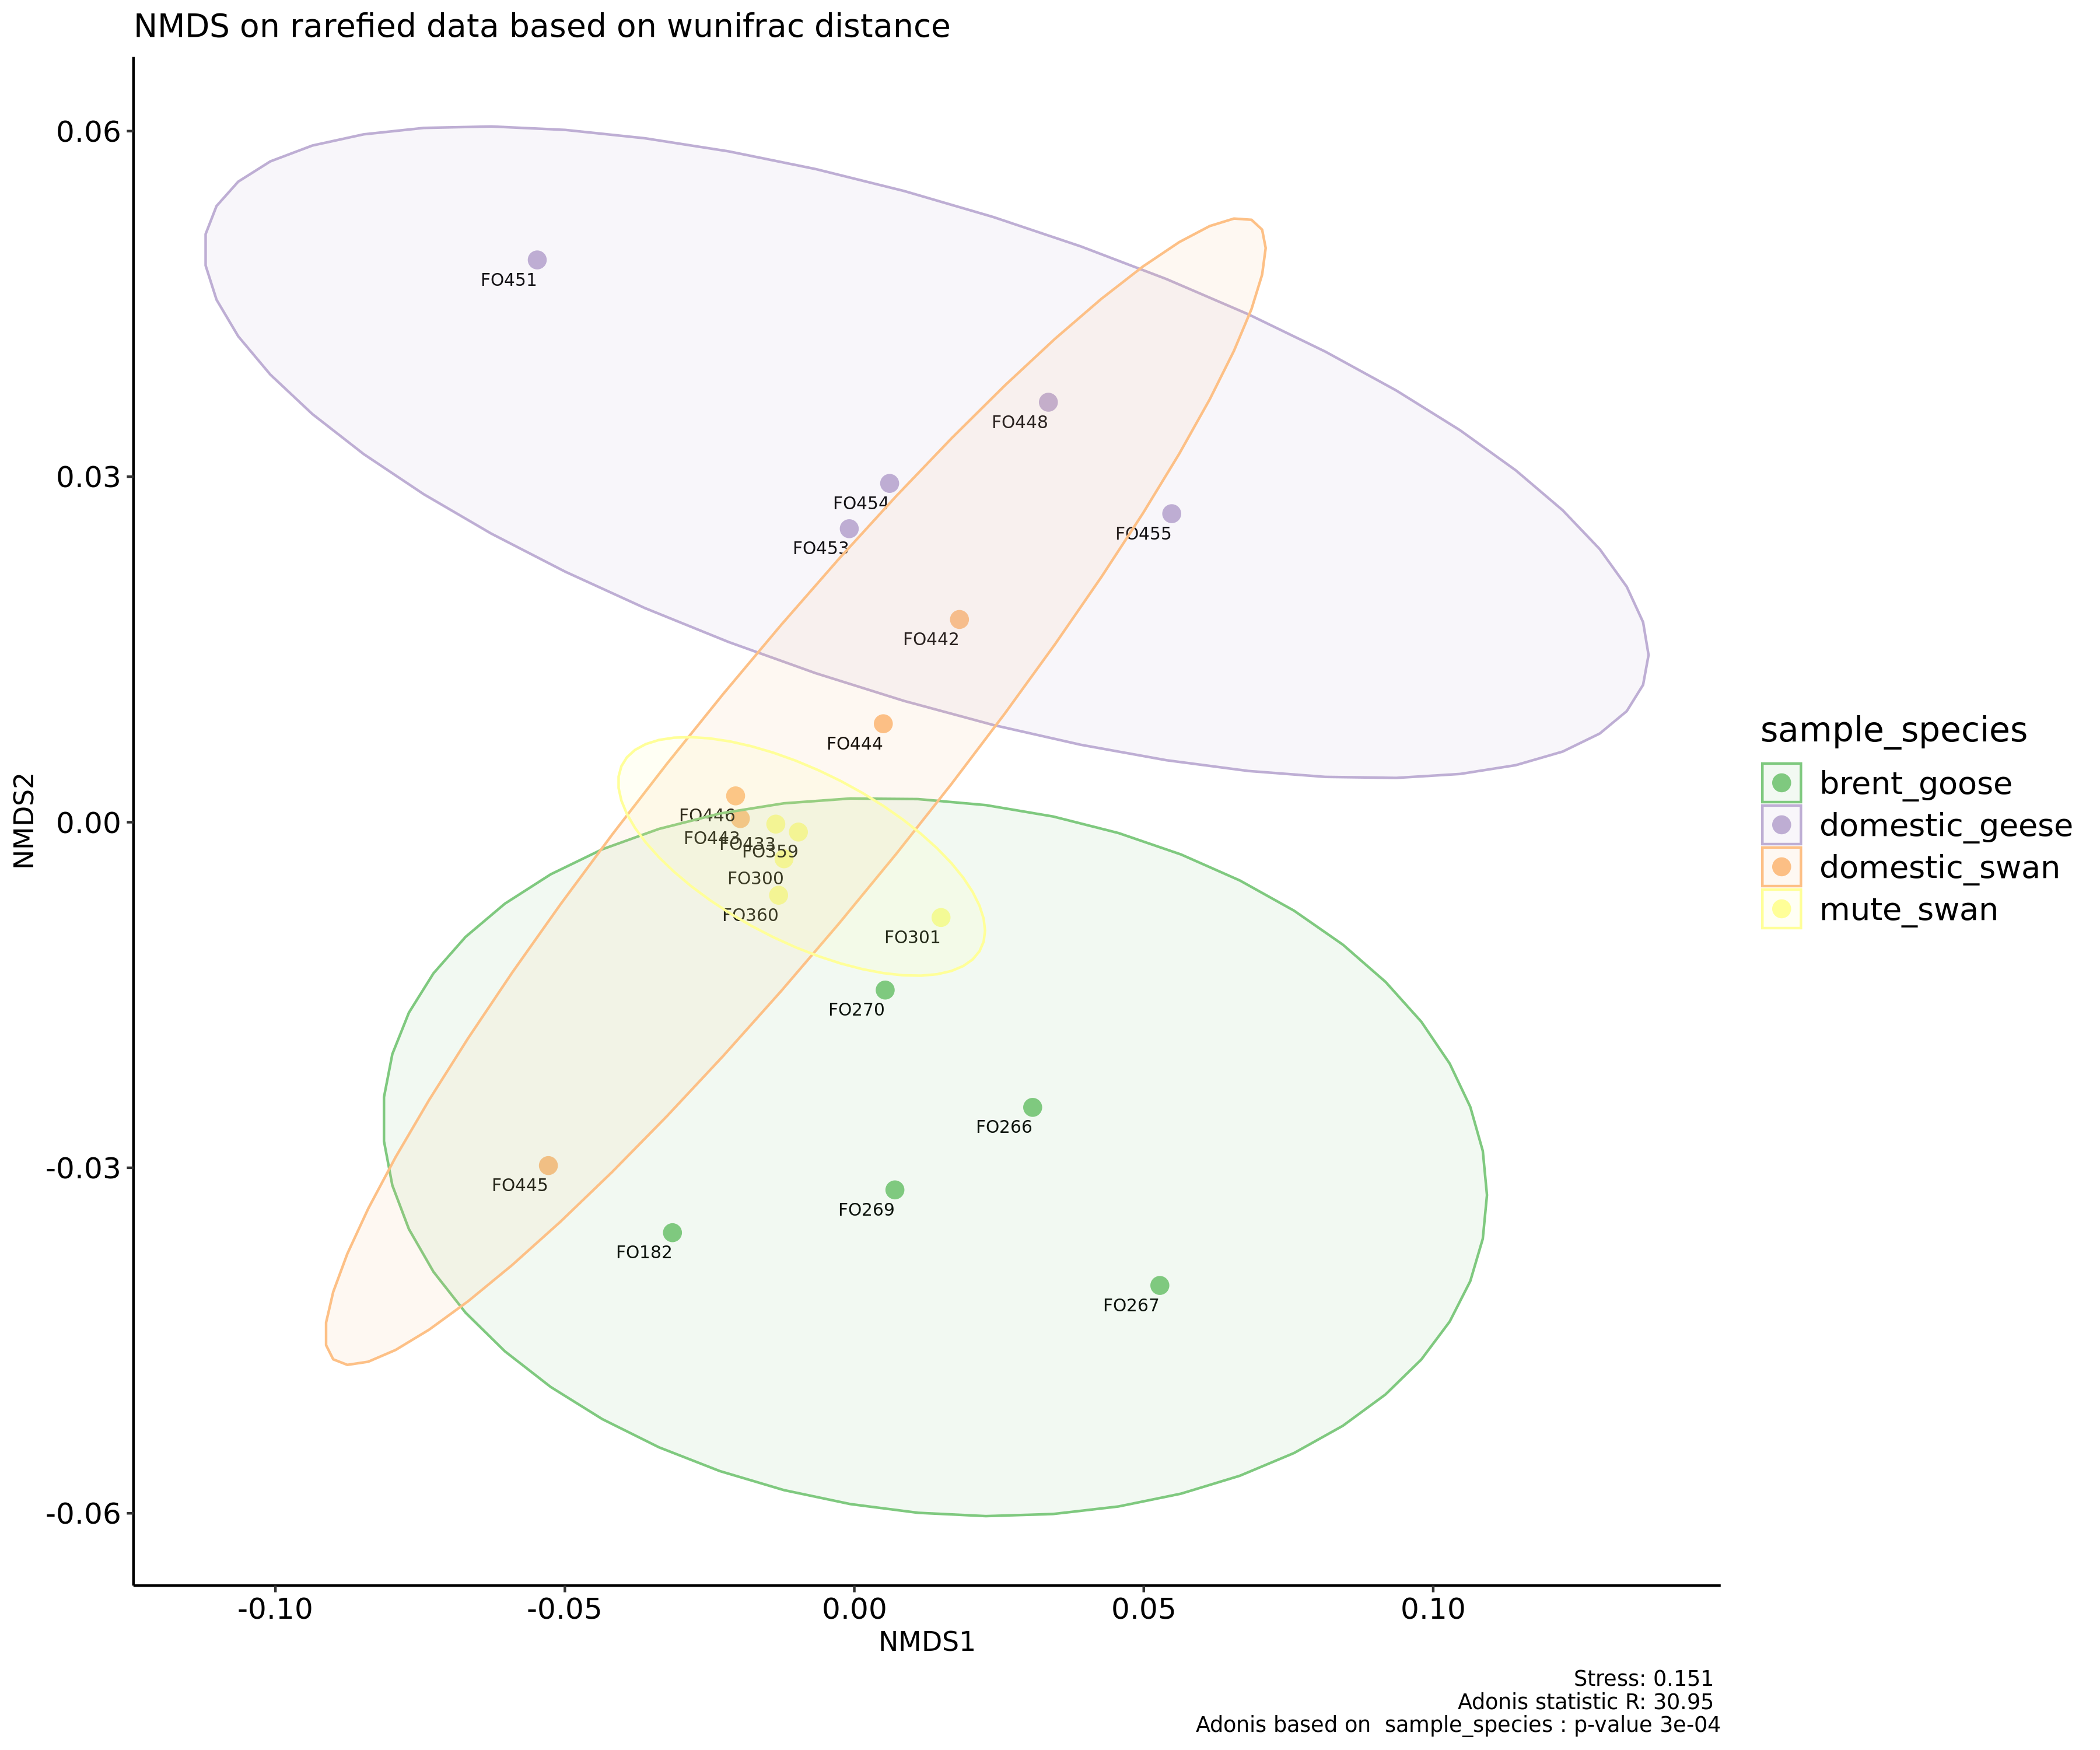 NMDS on rarefied data based on wunifrac distance
0.06
0.03
0.00
-0.03
-0.06
NMDS2
FO451
FO448
FO454
FO455
FO453
FO442
FO444
FO446
FO443
FO433
FO359
FO300
FO360
FO301
FO270
FO266
FO445
FO269
FO182
FO267
sample_species
brent_goose
domestic_geese
domestic_swan
mute_swan
-0.10 -0.05 0.00 0.05 0.10
NMDS1
Stress: 0.151
Adonis statistic R: 30.95
Adonis based on  sample_species : p-value 3e-04